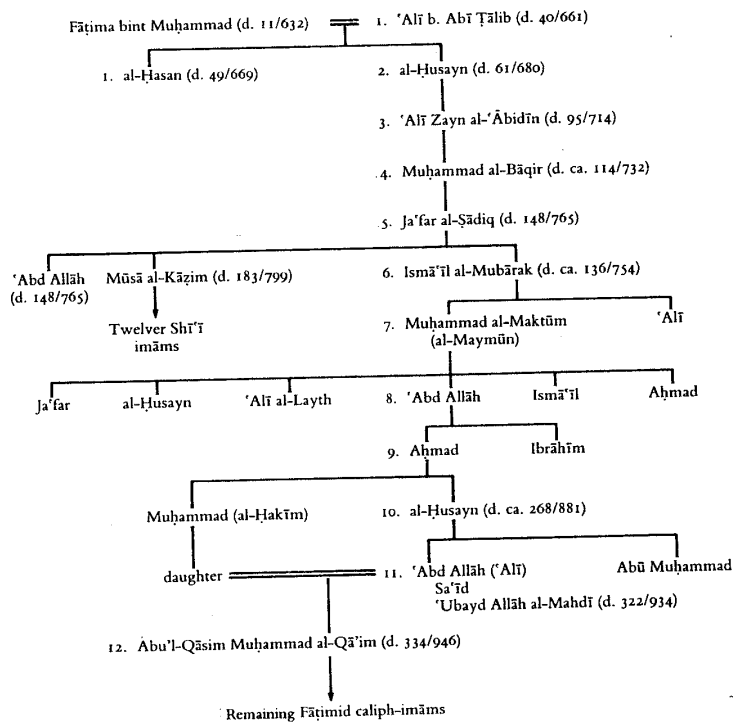 Fāṭima bint Muḥammad (d. 11/632) 1. ʿAlī b. Abī Ṭālib (d. 40/661)
1. al-Ḥasan (d. 49/669) 2. al-Ḥusayn (d. 61/680)
3. ʿAlī Zayn al-ʿĀbidīn (d. 95/714)
4. Muḥammad al-Bāqir (d. ca. 114/732)
5. Jaʿfar al-Ṣādiq (d. 148/765)
ʿAbd Allāh
(d. 148/765)
Mūsā al-Kāẓim (d. 183/799)
Twelver Shīʿī
imāms
6. Ismāʿīl al-Mubārak (d. ca. 136/754)
7. Muḥammad al-Maktūm
(al-Maymūn)
ʿAlī
Jaʿfar al-Ḥusayn ʿAlī al-Layth 8. ʿAbd Allāh Ismāʿīl Aḥmad
9. Aḥmad Ibrāhīm
Muḥammad (al-Ḥakīm) 10. al-Ḥusayn (d. ca. 268/881)
daughter 11. ʿAbd Allāh (ʿAlī) Abū Muḥammad
Saʿīd
ʿUbayd Allāh al-Mahdī (d. 322/934)
12. Abu'l-Qāsim Muḥammad al-Qāʾim (d. 334/946)
Remaining Fāṭimid caliph-imāms